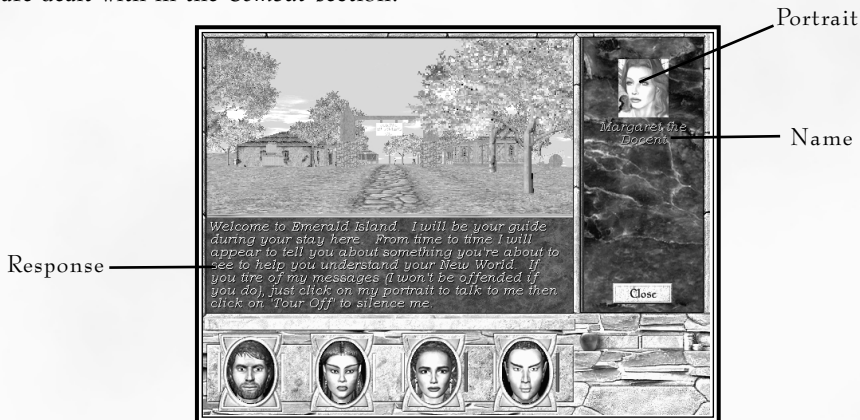 are dealt with in the Combat section.
Portrait
Margaret the
Docent
Name
Welcome to Emerald Island. I will be your guide
during your stay here. From time to time I will
appear to tell you about something you're about to
see to help you understand your New World. If
you tire of my messages (I won't be offended if
you do), just click on my portrait to talk to me then
click on 'Tour Off' to silence me.
Response
Close